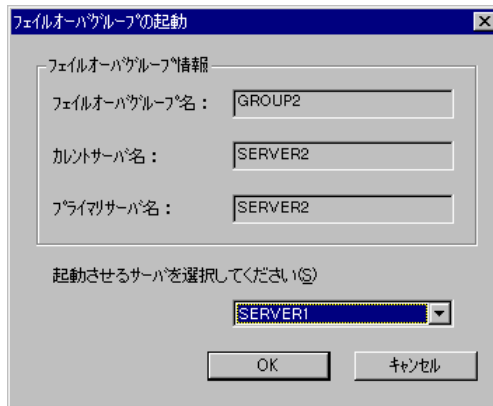 フェイルオーバグループの起動
フェイルオーバグループ情報
フェイルオーバグループ名： GROUP2
カレントサーバ名： SERVER2
プライマリサーバ名： SERVER2
起動させるサーバを選択してください(S)
SERVER1
OK キャンセル